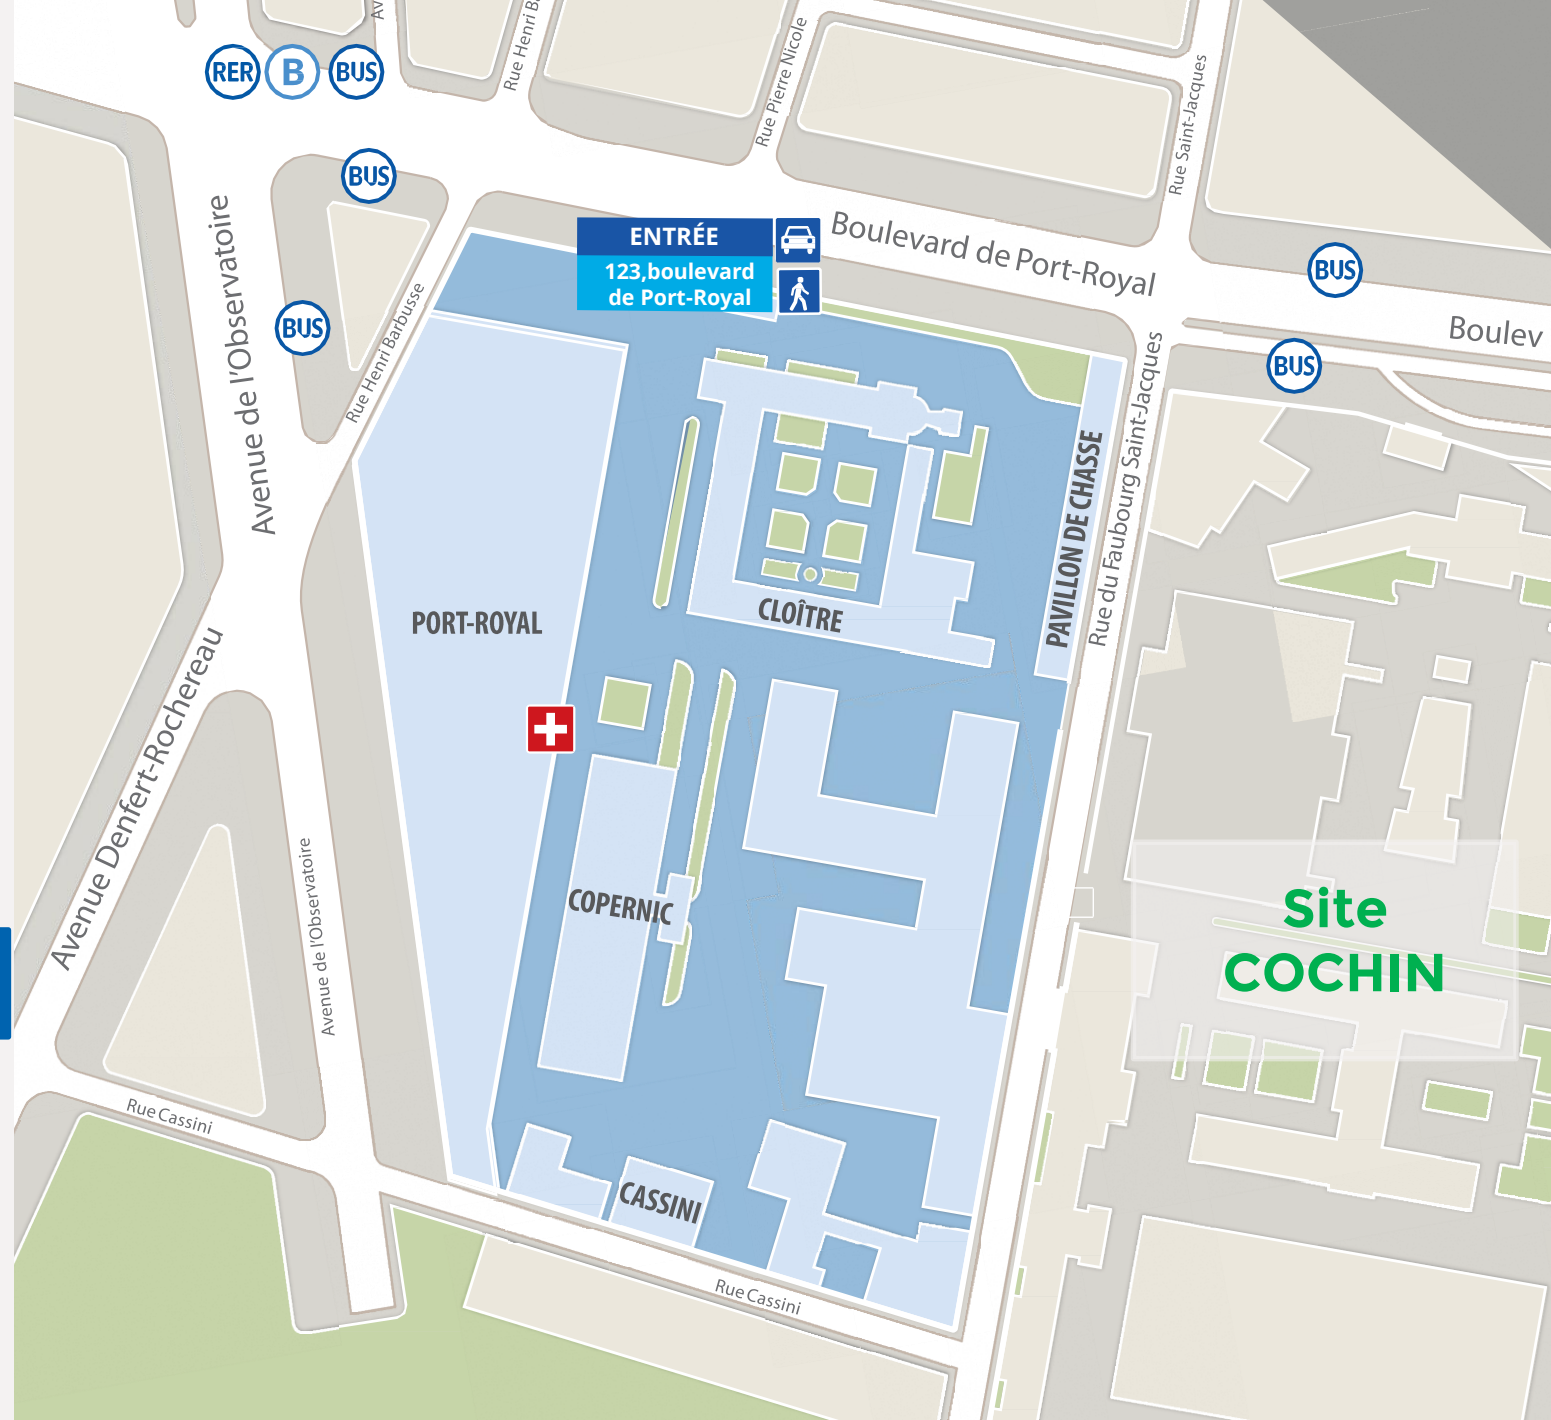 Av
Rue Henri B
RER
B
BUS
Rue Pierre Nicole
Rue Saint-Jacques
BUS
Avenue de l'Observatoire
ENTRÉE
123,boulevard
de Port-Royal
Boulevard de Port-Royal
BUS
BUS
Boulev
BUS
Rue Henri Barbusse
PAVILLON DE CHASSE
Rue du Faubourg Saint-Jacques
PORT-ROYAL
CLOÎTRE
Avenue Denfert-Rochereau
Avenue de l'Observatoire
COPERNIC
Site
COCHIN
Rue Cassini
CASSINI
Rue Cassini